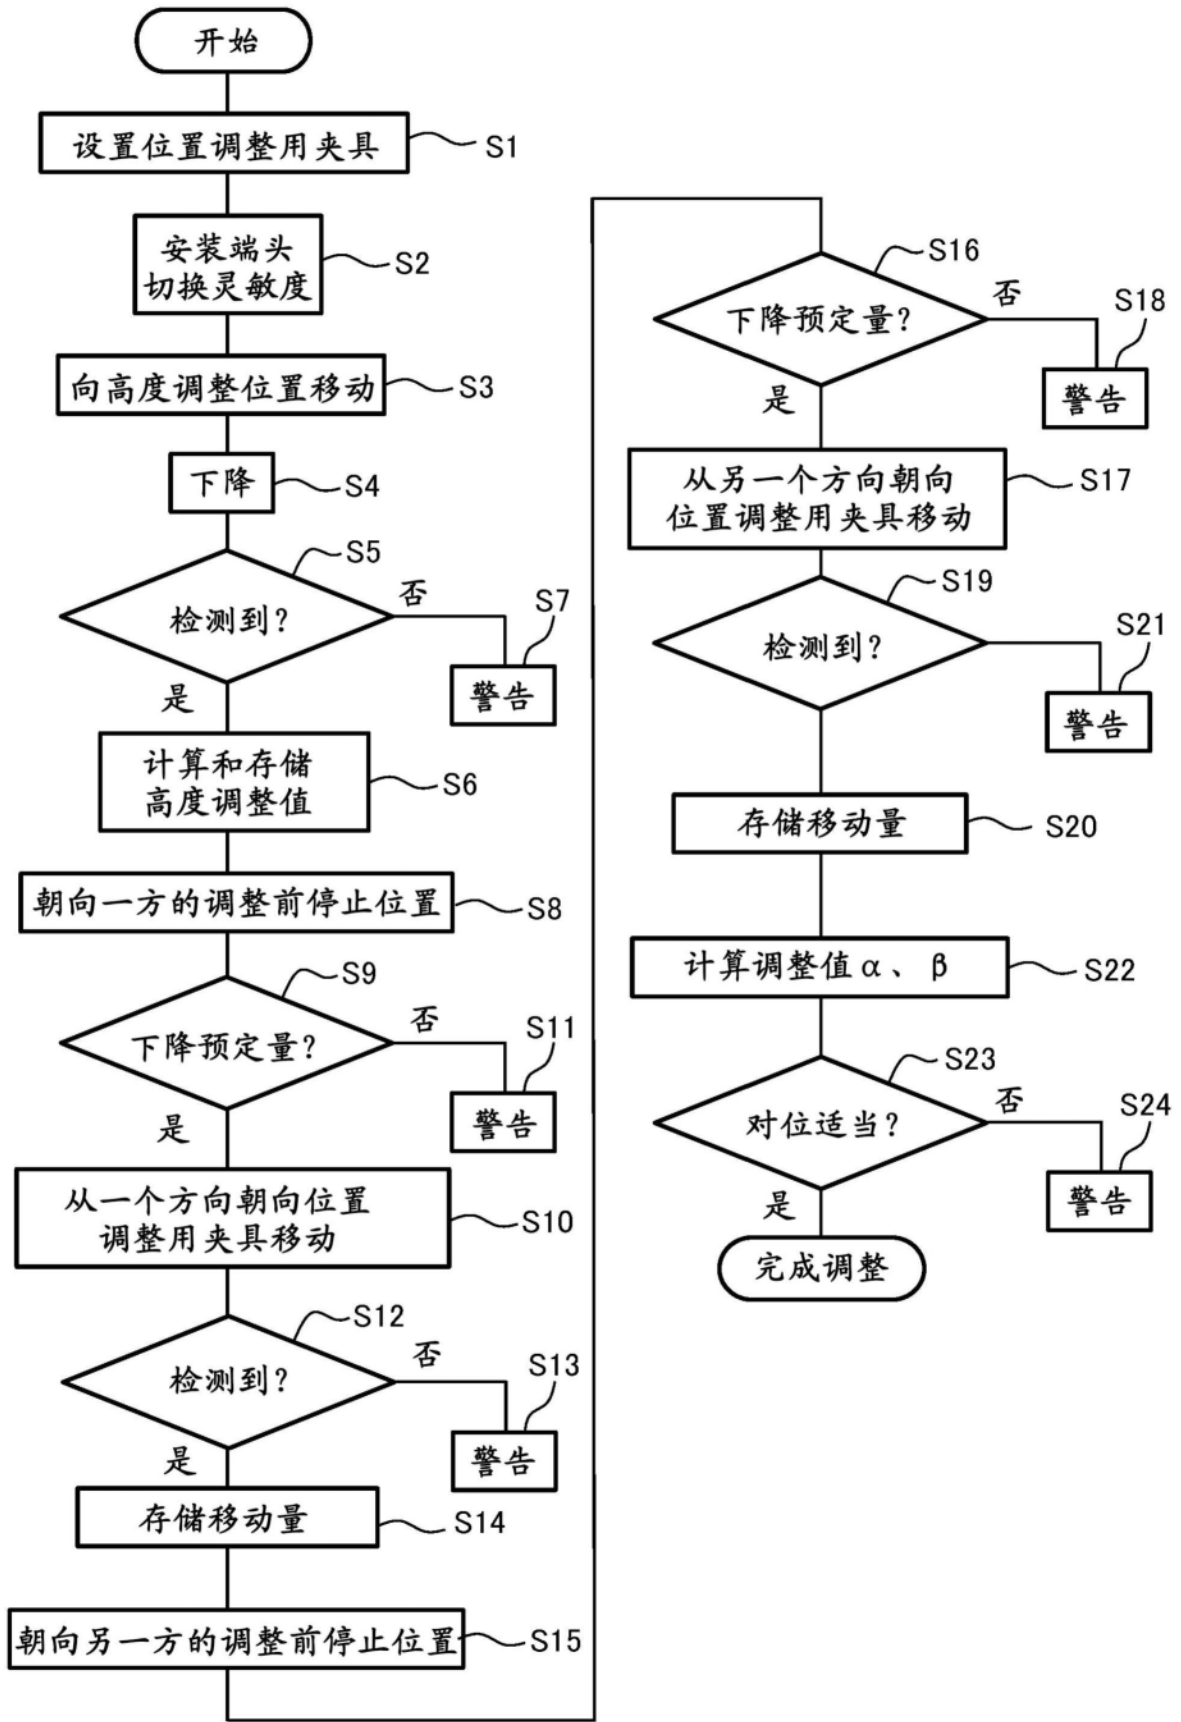 开始
设置位置调整用夹具
S1
安装端头
切换灵敏度
S2
向高度调整位置移动
S3
下降
S4
S5
检测到?
否
S7
警告
是
计算和存储
高度调整值
S6
朝向一方的调整前停止位置
S8
S9
下降预定量?
否
S11
警告
是
从一个方向朝向位置
调整用夹具移动
S10
S12
检测到?
否
S13
警告
是
存储移动量
S14
朝向另一方的调整前停止位置
S15
S16
下降预定量?
否
S18
警告
是
从另一个方向朝向
位置调整用夹具移动
S17
S19
检测到?
S21
警告
存储移动量
S20
计算调整值α、β
S22
S23
对位适当?
否
S24
警告
是
完成调整